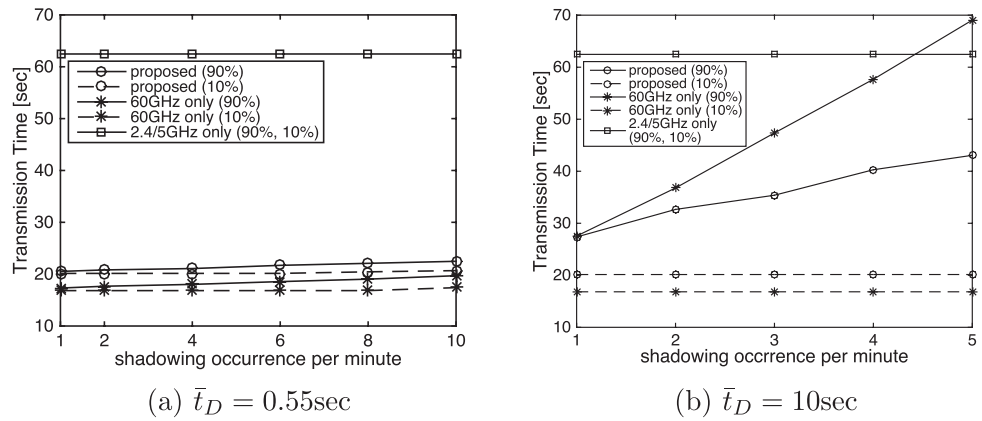 70
60
50
40
30
20
10
Transmission Time [sec]
proposed (90%)
proposed (10%)
60GHz only (90%)
60GHz only (10%)
2.4/5GHz only (90%, 10%)
1 2 4 6 8 10
shadowing occurrence per minute
(a) t̄_D = 0.55sec
70
60
50
40
30
20
10
Transmission Time [sec]
proposed (90%)
proposed (10%)
60GHz only (90%)
60GHz only (10%)
2.4/5GHz only
(90%, 10%)
1 2 3 4 5
shadowing occrrence per minute
(b) t̄_D = 10sec